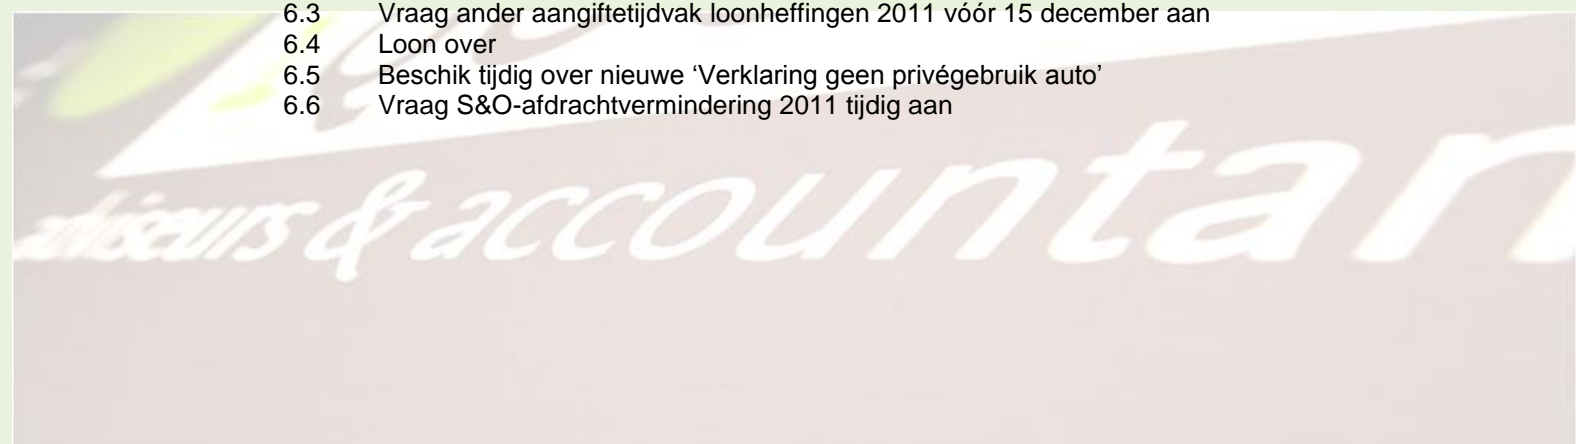 6.3 Vraag ander aangiftetijdvak loonheffingen 2011 vóór 15 december aan
6.4 Loon over
6.5 Beschik tijdig over nieuwe ‘Verklaring geen privégebruik auto’
6.6 Vraag S&O-afdrachtvermindering 2011 tijdig aan
adviseurs & accountan